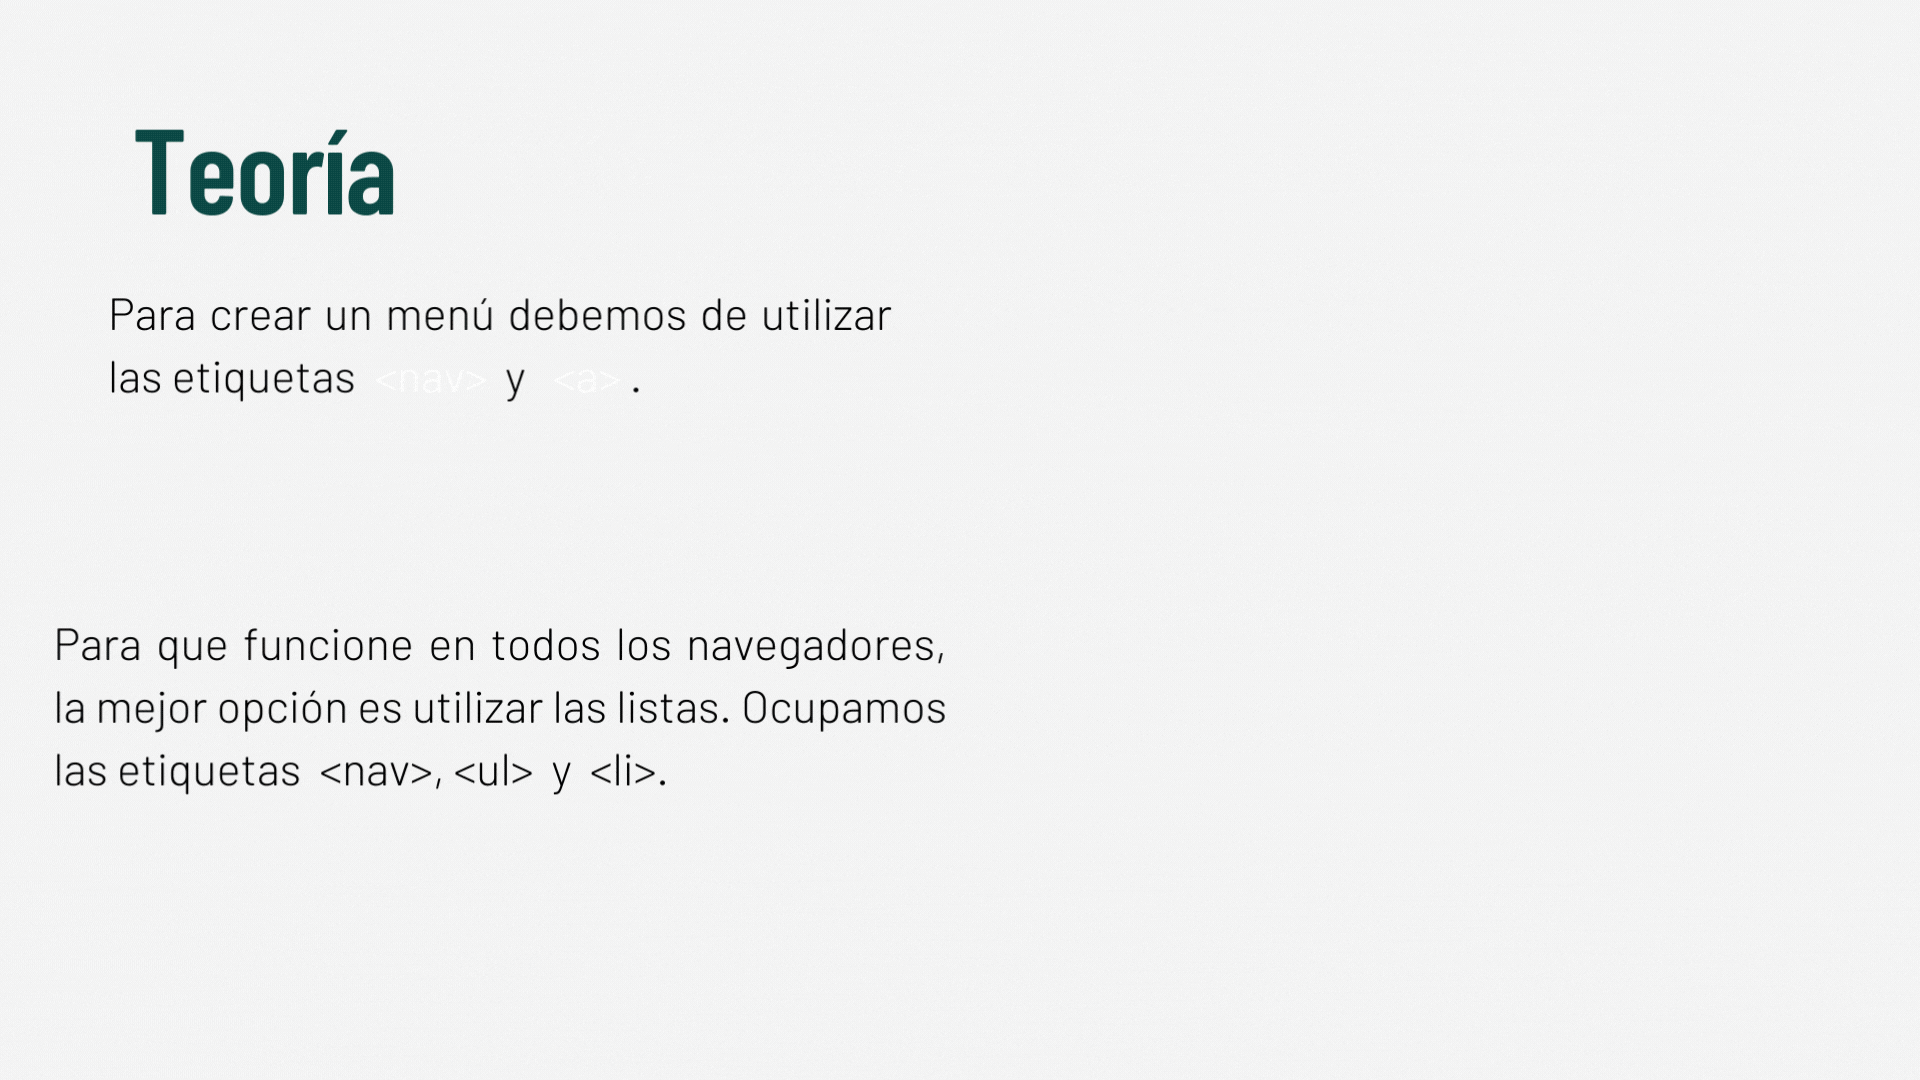 Teoría
Para crear un menú debemos de utilizar
las etiquetas <nav> y <a> .
Para que funcione en todos los navegadores,
la mejor opción es utilizar las listas. Ocupamos
las etiquetas <nav>, <ul> y <li>.